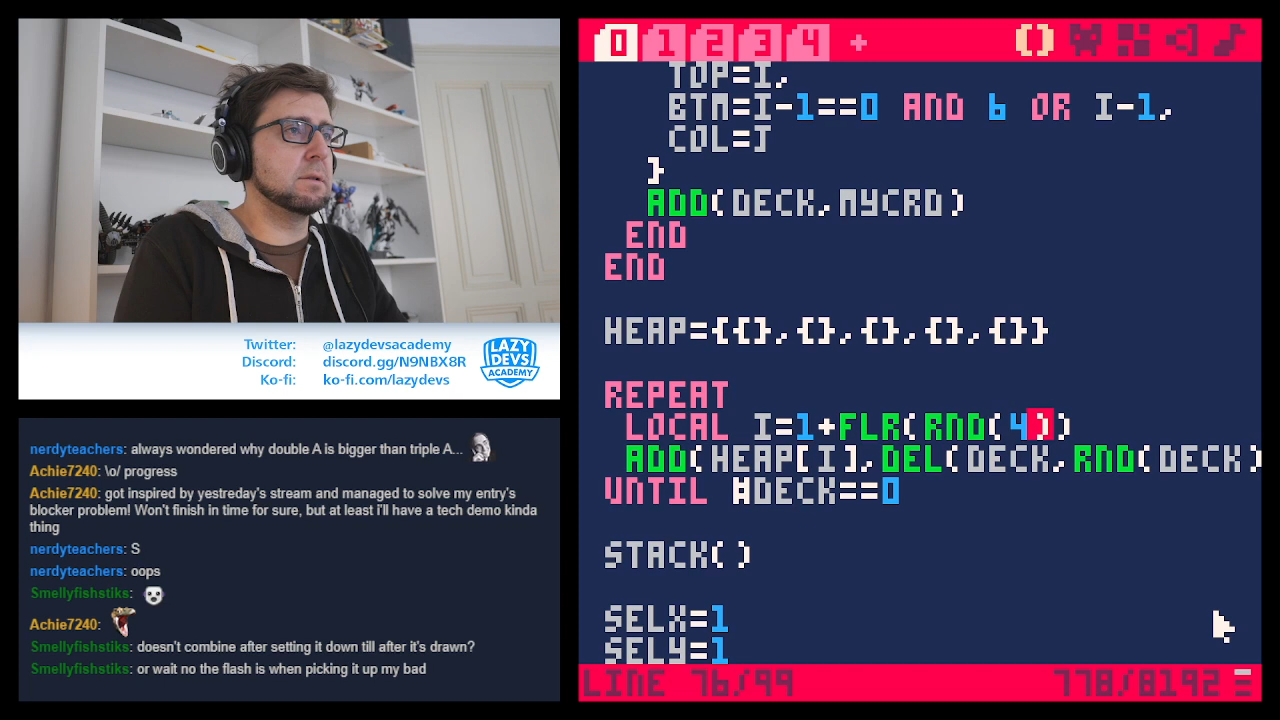 Twitter: @lazydevsacademy
Discord: discord.gg/N9NBX8R
Ko-fi: ko-fi.com/lazydevs
LAZY
DEVS
ACADEMY
nerdyteachers: always wondered why double A is bigger than triple A...
Achie7240: \o/ progress
Achie7240: got inspired by yestreday's stream and managed to solve my entry's
blocker problem! Won't finish in time for sure, but at least i'll have a tech demo kinda
thing
nerdyteachers: S
nerdyteachers: oops
Smellyfishstiks:
Achie7240:
Smellyfishstiks: doesn't combine after setting it down till after it's drawn?
Smellyfishstiks: or wait no the flash is when picking it up my bad
0 1 2 3 4 +
TOP=I,
BTM=I-1==0 AND 6 OR I-1,
COL=J
}
ADD(DECK,MYCRD)
END
END
HEAP={{},{},{},{},{}}
REPEAT
LOCAL I=1+FLR(RND(4))
ADD(HEAP[I],DEL(DECK,RND(DECK)
UNTIL #DECK==0
STACK()
SELX=1
SELY=1
LINE 76/99 778/8192